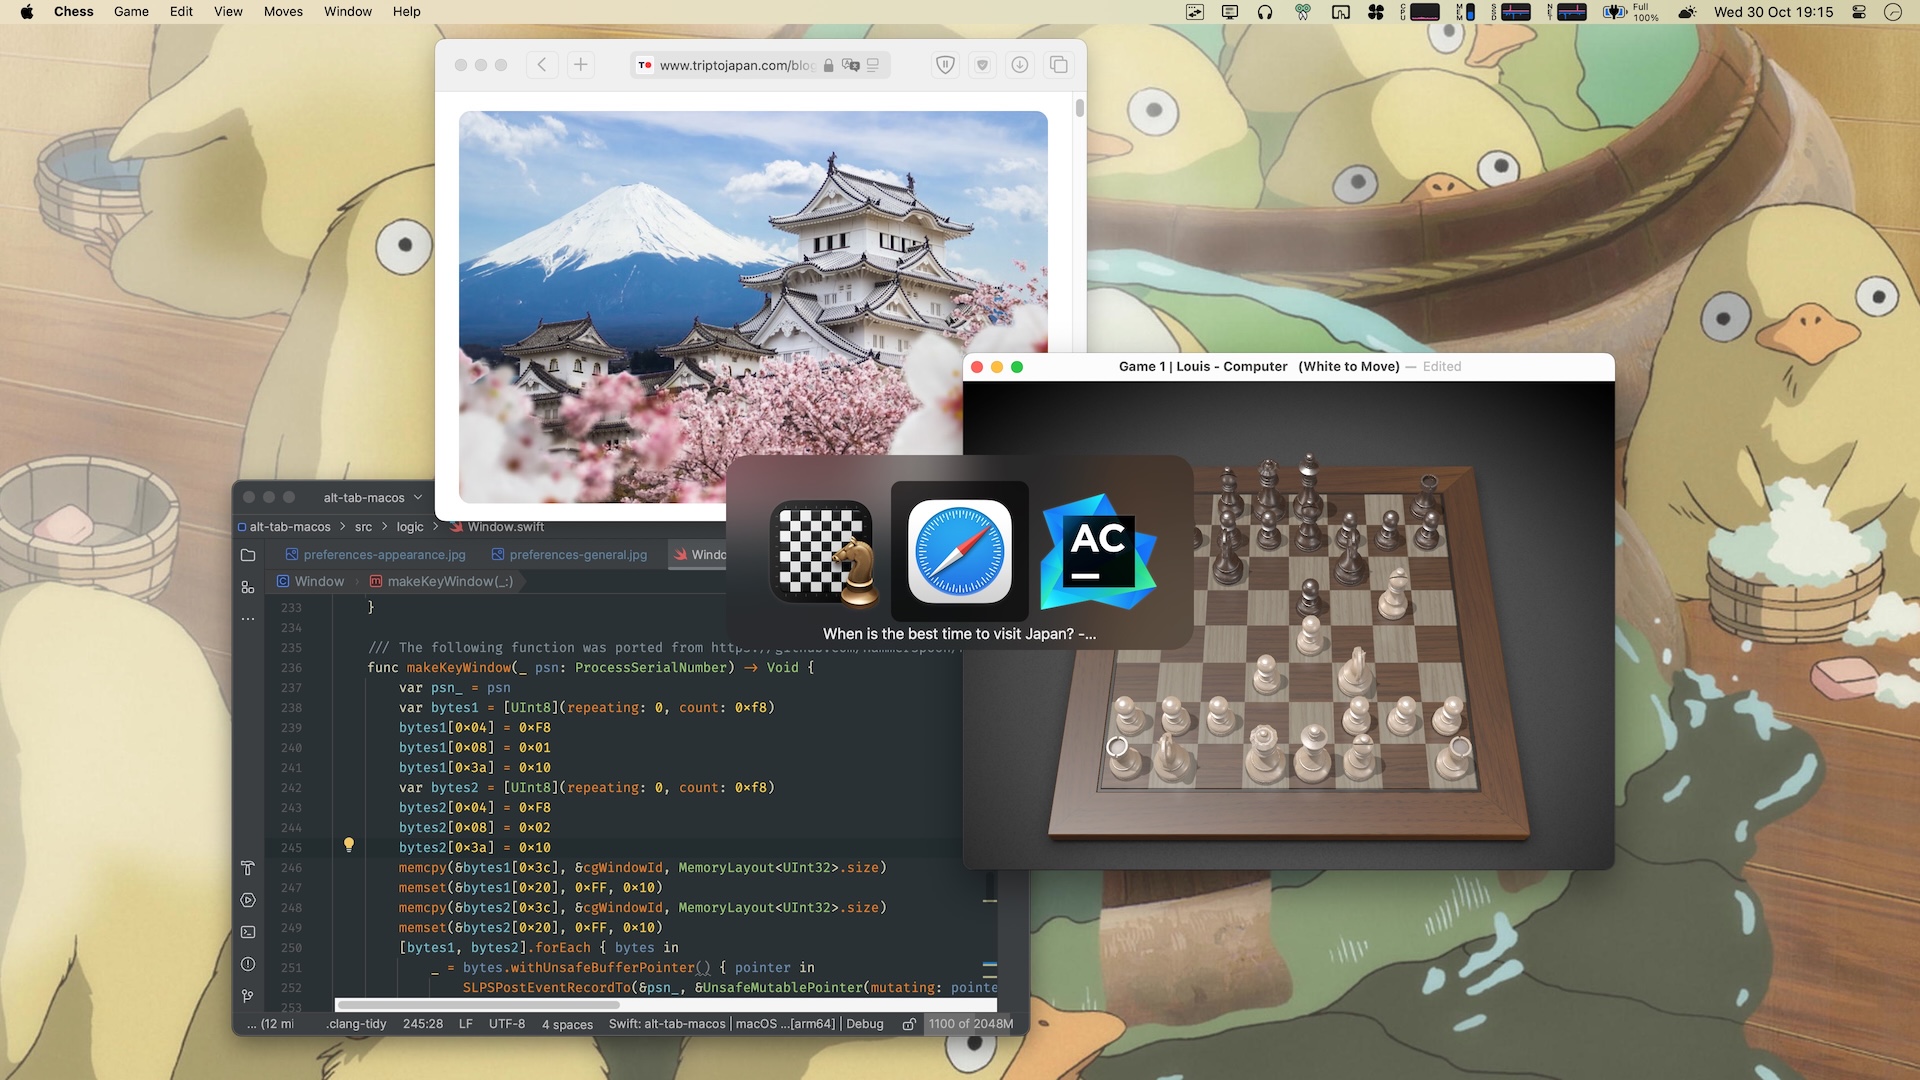 Chess Game Edit View Moves Window Help
CPU MEM SSD NET Full 100% Wed 30 Oct 19:15
www.triptojapan.com/blog
Game 1 | Louis - Computer (White to Move) — Edited
alt-tab-macos
alt-tab-macos > src > logic > Window.swift
preferences-appearance.jpg preferences-general.jpg Windo
Window > makeKeyWindow(_:)
AC
When is the best time to visit Japan? -...
233 }
234
235 /// The following function was ported from https://github.com/Hammerspoon/
236 func makeKeyWindow(_ psn: ProcessSerialNumber) -> Void {
237 var psn_ = psn
238 var bytes1 = [UInt8](repeating: 0, count: 0xf8)
239 bytes1[0x04] = 0xF8
240 bytes1[0x08] = 0x01
241 bytes1[0x3a] = 0x10
242 var bytes2 = [UInt8](repeating: 0, count: 0xf8)
243 bytes2[0x04] = 0xF8
244 bytes2[0x08] = 0x02
245 bytes2[0x3a] = 0x10
246 memcpy(&bytes1[0x3c], &cgWindowId, MemoryLayout<UInt32>.size)
247 memset(&bytes1[0x20], 0xFF, 0x10)
248 memcpy(&bytes2[0x3c], &cgWindowId, MemoryLayout<UInt32>.size)
249 memset(&bytes2[0x20], 0xFF, 0x10)
250 [bytes1, bytes2].forEach { bytes in
251 _ = bytes.withUnsafeBufferPointer() { pointer in
252 SLPSPostEventRecordTo(&psn_, &UnsafeMutablePointer(mutating: pointe
253
... (12 mi .clang-tidy 245:28 LF UTF-8 4 spaces Swift: alt-tab-macos | macOS ...[arm64] | Debug 1100 of 2048M